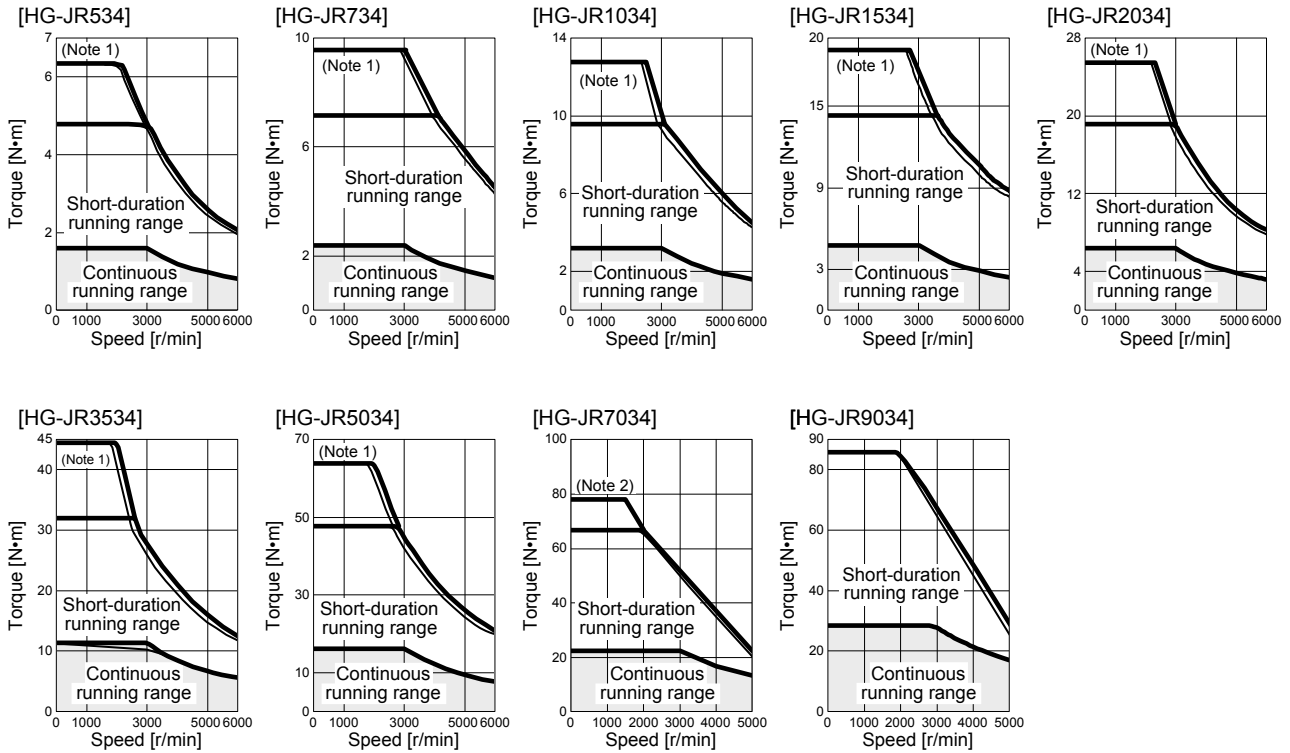 [HG-JR534]
7
6
4
2
0
(Note 1)
Short-duration
running range
Continuous
running range
0 1000 3000 5000 6000
Speed [r/min]
Torque [N•m]
[HG-JR734]
10
6
2
0
(Note 1)
Short-duration
running range
Continuous
running range
0 1000 3000 5000 6000
Speed [r/min]
Torque [N•m]
[HG-JR1034]
14
10
6
2
0
(Note 1)
Short-duration
running range
Continuous
running range
0 1000 3000 5000 6000
Speed [r/min]
Torque [N•m]
[HG-JR1534]
20
15
9
3
0
(Note 1)
Short-duration
running range
Continuous
running range
0 1000 3000 5000 6000
Speed [r/min]
Torque [N•m]
[HG-JR2034]
28
20
12
4
0
(Note 1)
Short-duration
running range
Continuous
running range
0 1000 3000 5000 6000
Speed [r/min]
Torque [N•m]
[HG-JR3534]
45
40
30
20
10
0
(Note 1)
Short-duration
running range
Continuous
running range
0 1000 3000 5000 6000
Speed [r/min]
Torque [N•m]
[HG-JR5034]
70
50
30
10
0
(Note 1)
Short-duration
running range
Continuous
running range
0 1000 3000 5000 6000
Speed [r/min]
Torque [N•m]
[HG-JR7034]
100
80
60
40
20
0
(Note 2)
Short-duration
running range
Continuous
running range
0 1000 2000 3000 4000 5000
Speed [r/min]
Torque [N•m]
[HG-JR9034]
90
80
60
40
20
0
Short-duration
running range
Continuous
running range
0 1000 2000 3000 4000 5000
Speed [r/min]
Torque [N•m]